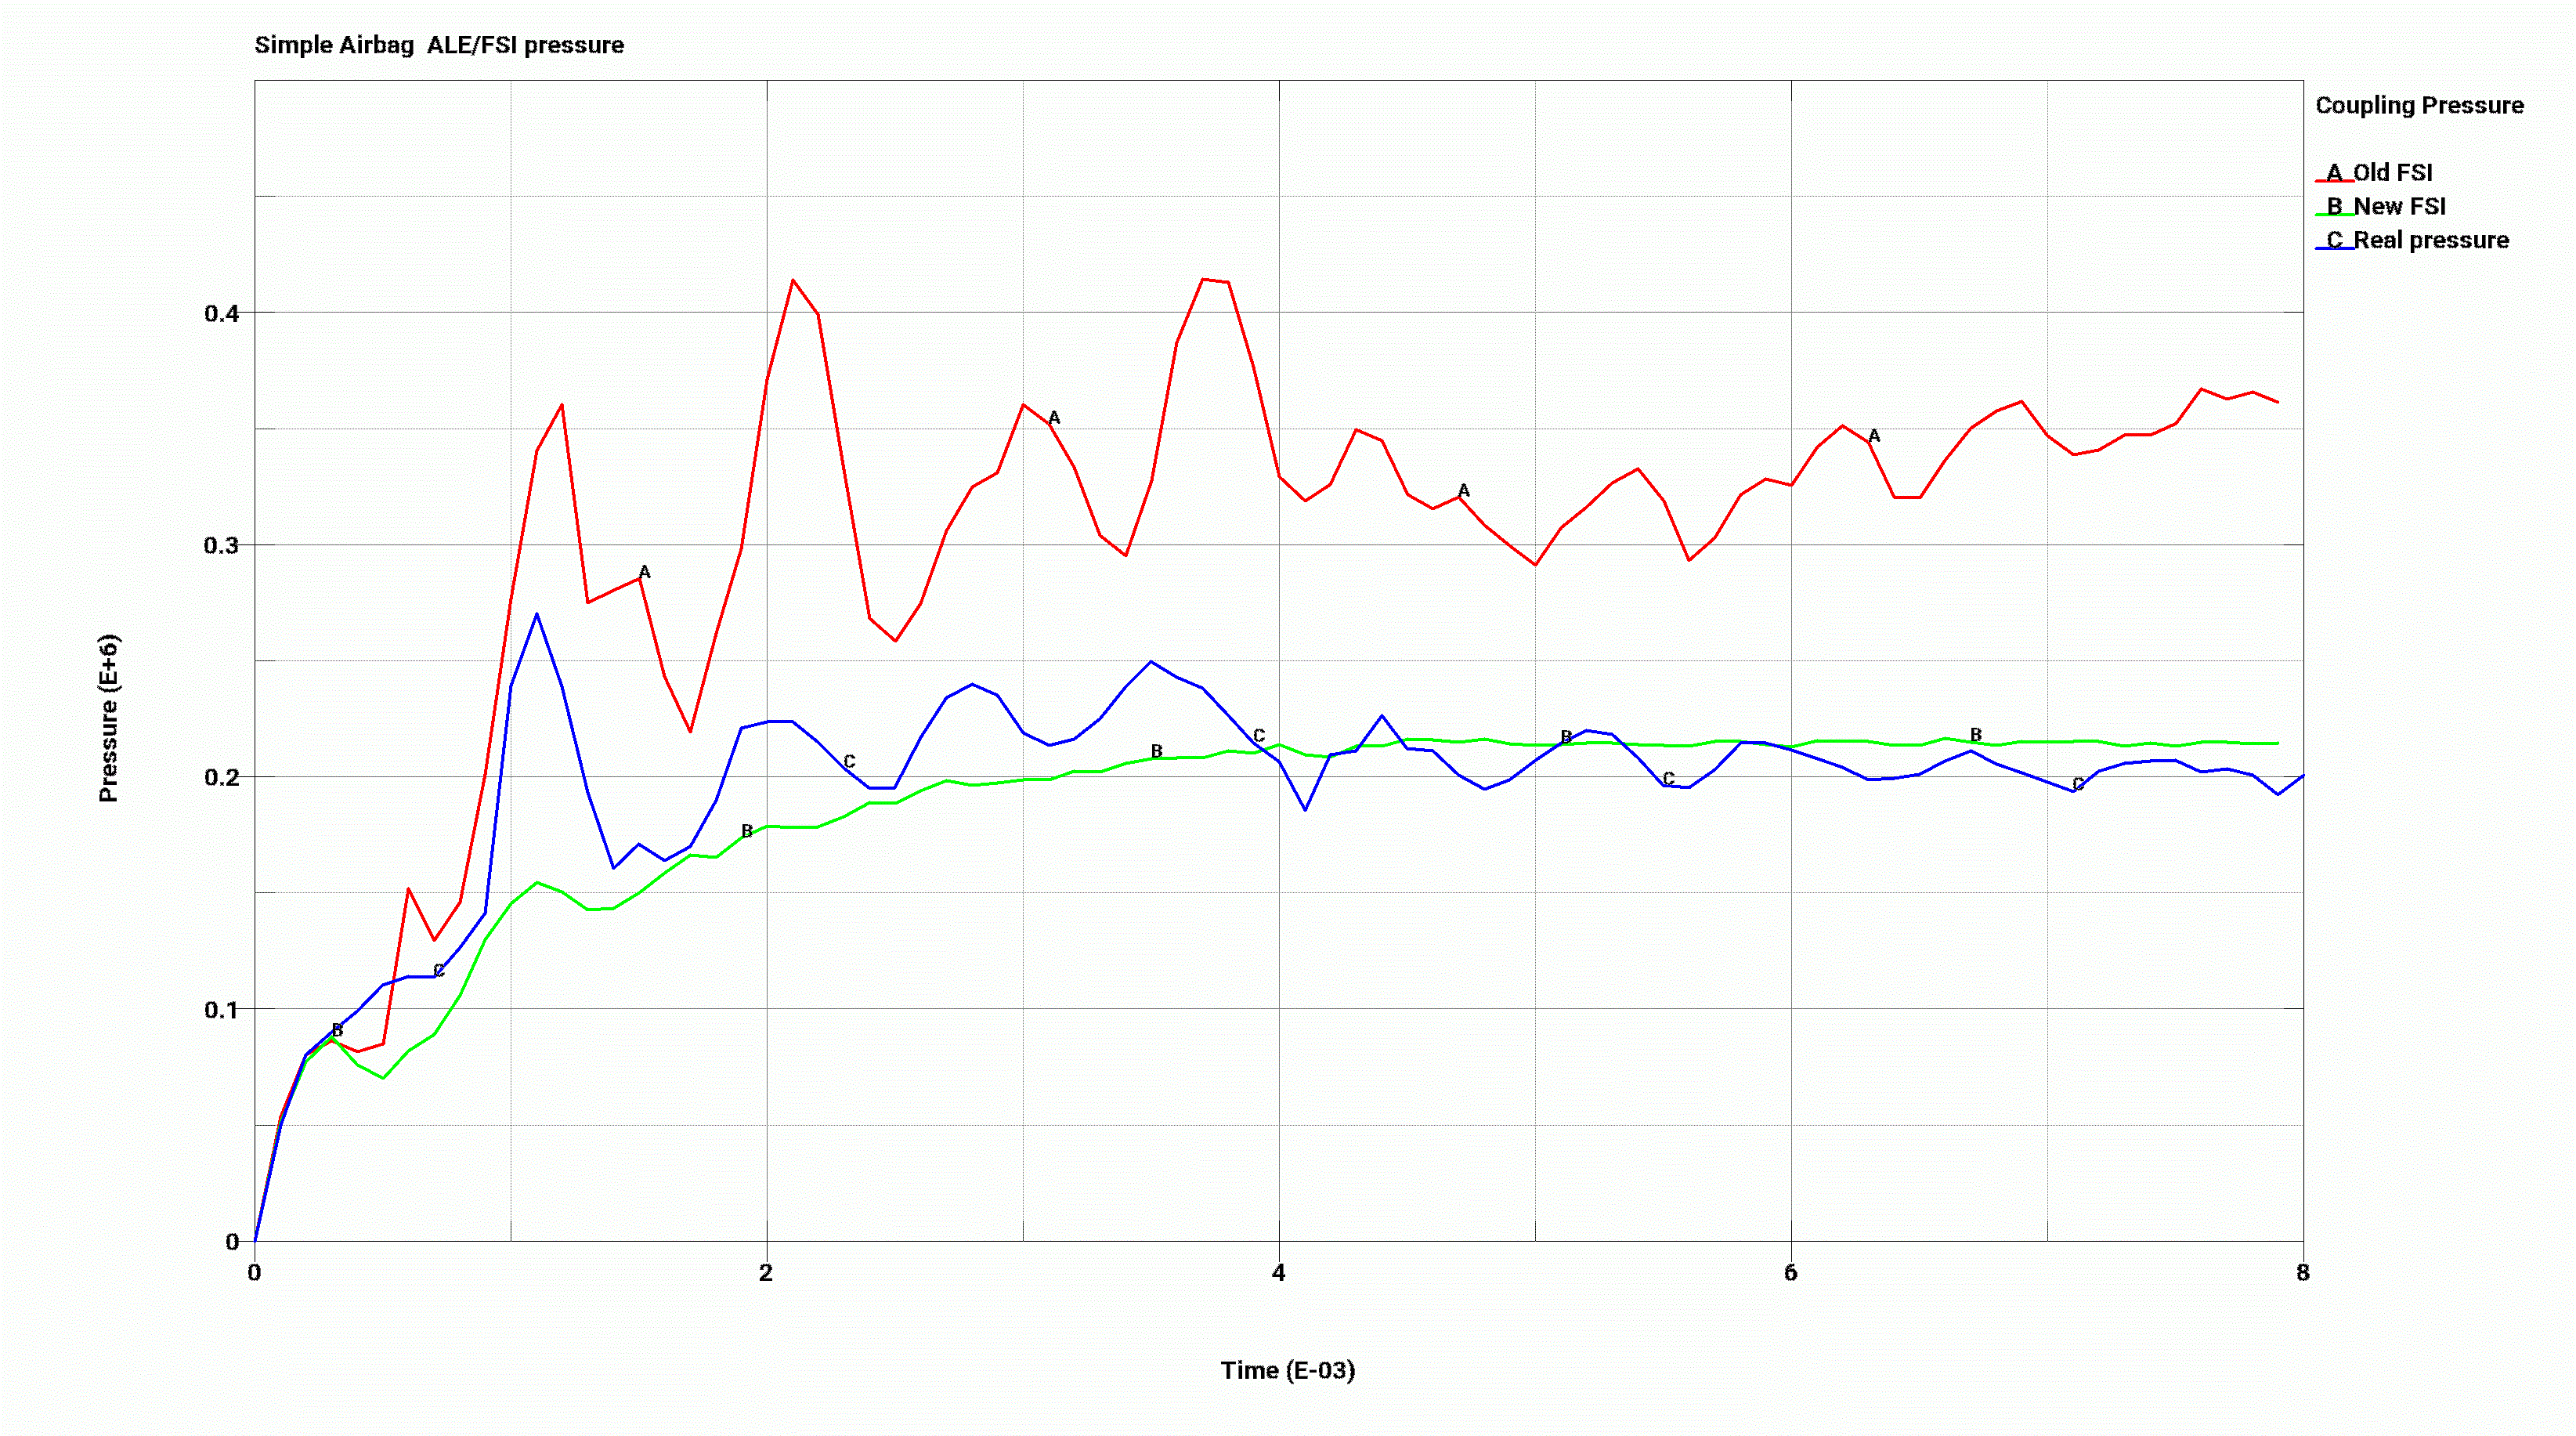 Simple Airbag  ALE/FSI pressure
Coupling Pressure
A Old FSI
B New FSI
C Real pressure
0.4
0.3
0.2
0.1
0
Pressure (E+6)
A
A
A
A
B
B
B
B
B
C
C
C
C
C
0
2
4
6
8
Time (E-03)